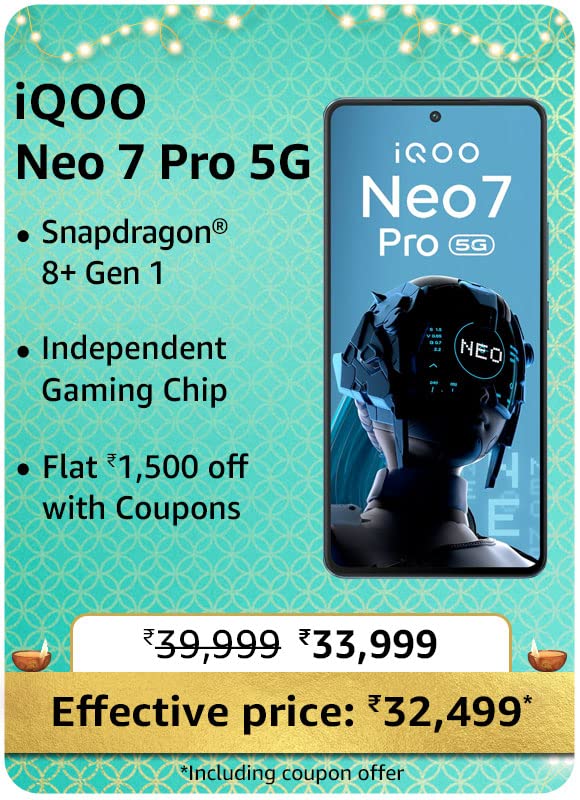 iQOO
Neo 7 Pro 5G
• Snapdragon®
8+ Gen 1
• Independent
Gaming Chip
• Flat ₹1,500 off
with Coupons
iQOO
Neo7
Pro 5G
NEO
₹39,999 ₹33,999
Effective price: ₹32,499*
*Including coupon offer